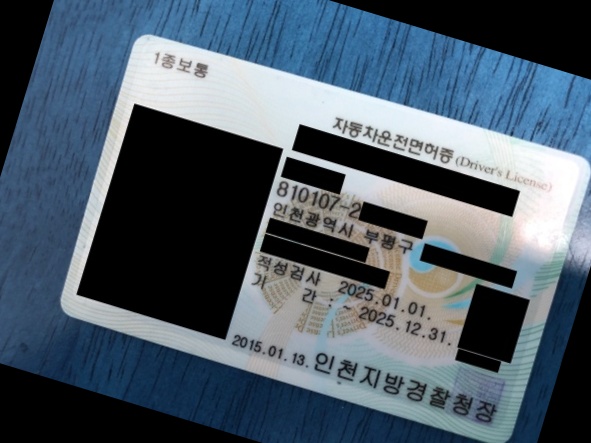 1종보통
자동차운전면허증 (Driver's License)
810107-2
인천광역시 부평구
적성검사 2025.01.01.
기 간 : ~ 2025.12.31.
2015.01.13. 인천지방경찰청장